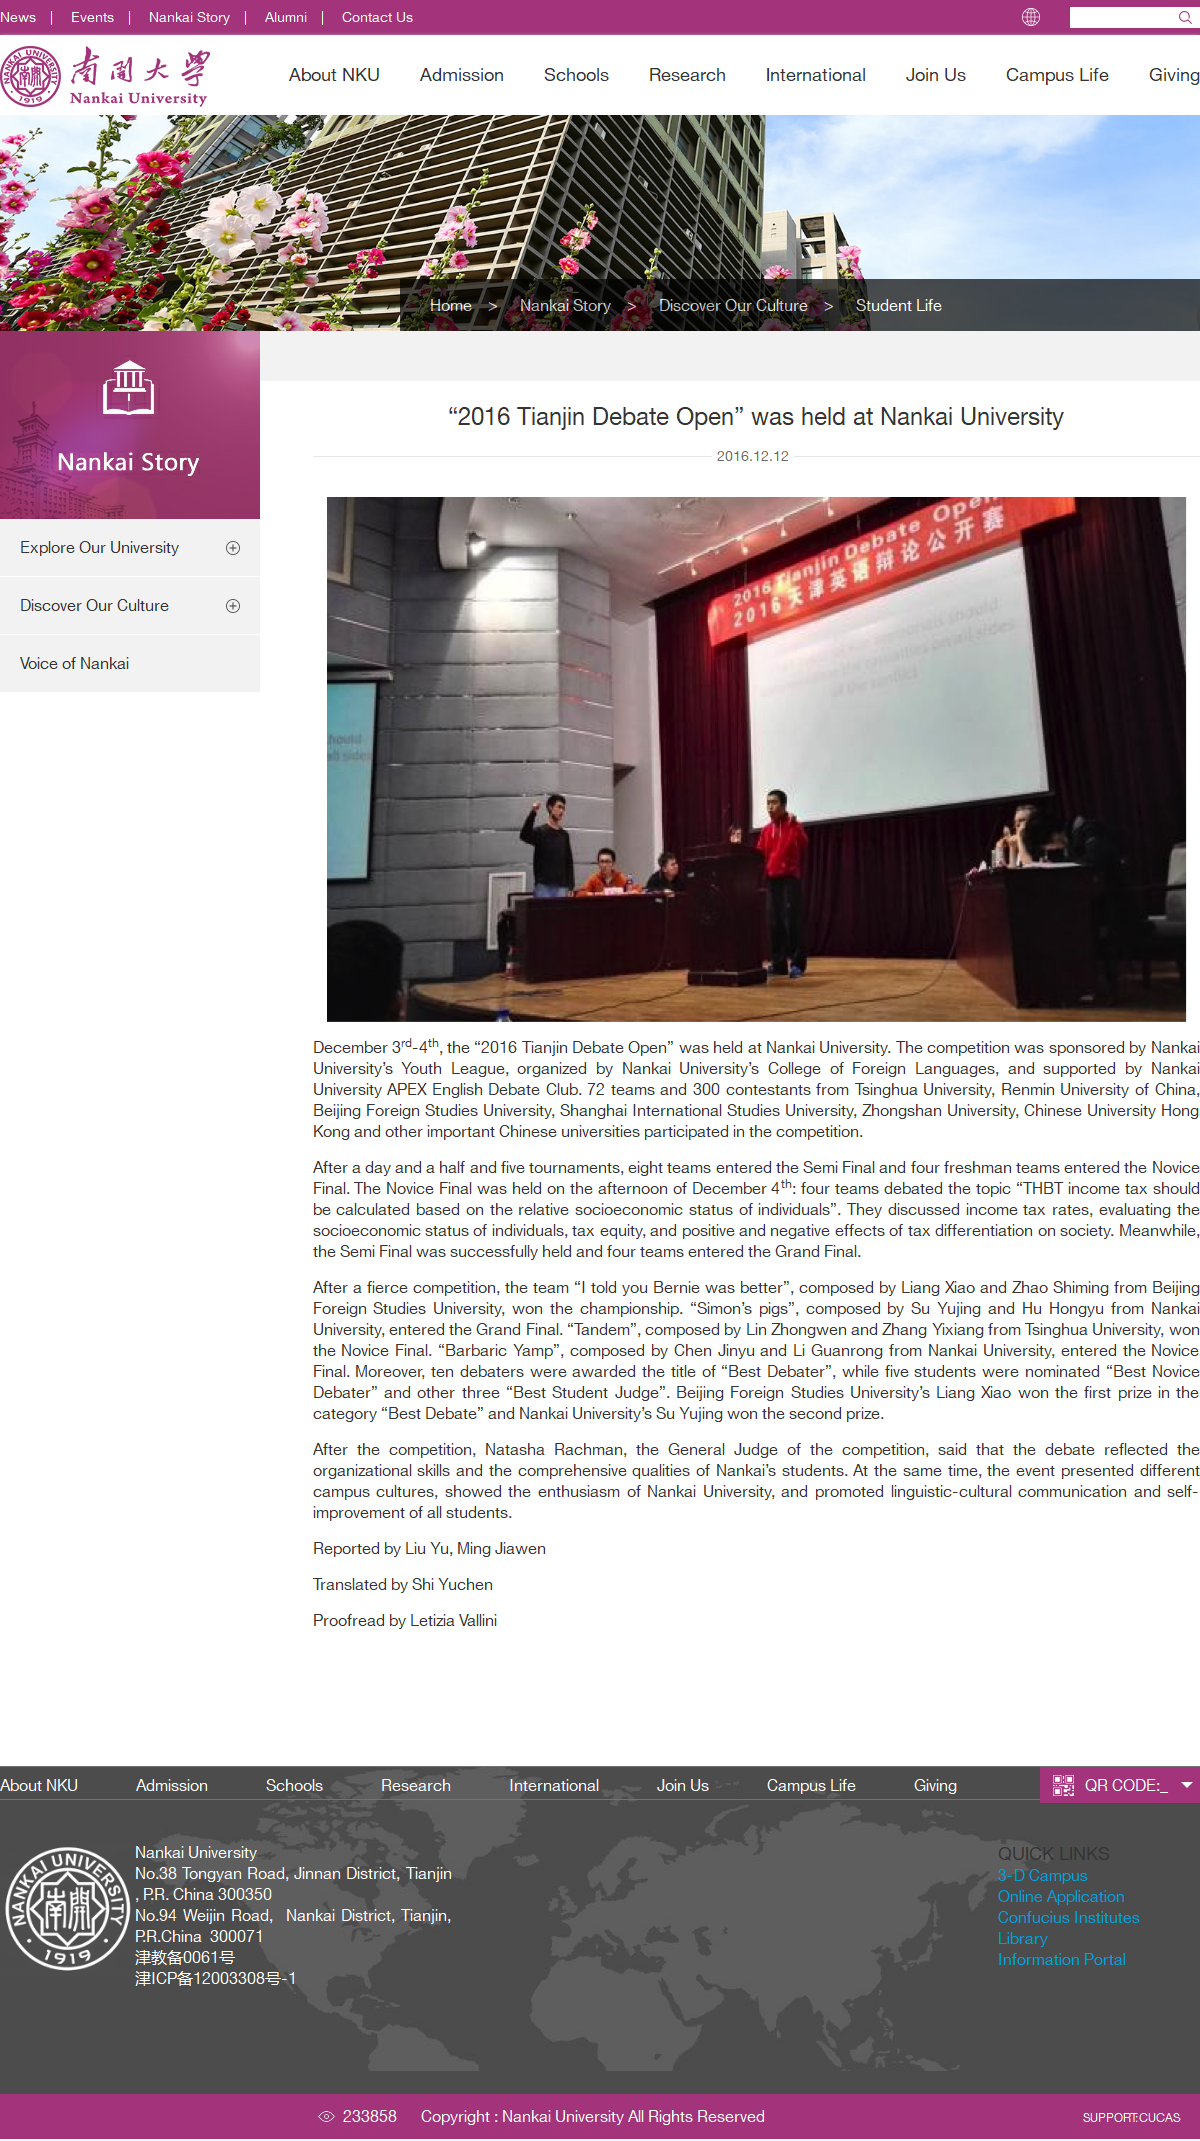 News | Events | Nankai Story | Alumni | Contact Us
NANKAI UNIVERSITY
1919
南開大學
Nankai University
About NKU Admission Schools Research International Join Us Campus Life Giving
Home > Nankai Story > Discover Our Culture > Student Life
Nankai Story
Explore Our University
Discover Our Culture
Voice of Nankai
“2016 Tianjin Debate Open” was held at Nankai University
2016.12.12
2016 Tianjin Debate Open
2016 天津英语辩论公开赛
December 3rd-4th, the “2016 Tianjin Debate Open” was held at Nankai University. The competition was sponsored by Nankai
University’s Youth League, organized by Nankai University’s College of Foreign Languages, and supported by Nankai
University APEX English Debate Club. 72 teams and 300 contestants from Tsinghua University, Renmin University of China,
Beijing Foreign Studies University, Shanghai International Studies University, Zhongshan University, Chinese University Hong
Kong and other important Chinese universities participated in the competition.
After a day and a half and five tournaments, eight teams entered the Semi Final and four freshman teams entered the Novice
Final. The Novice Final was held on the afternoon of December 4th: four teams debated the topic “THBT income tax should
be calculated based on the relative socioeconomic status of individuals”. They discussed income tax rates, evaluating the
socioeconomic status of individuals, tax equity, and positive and negative effects of tax differentiation on society. Meanwhile,
the Semi Final was successfully held and four teams entered the Grand Final.
After a fierce competition, the team “I told you Bernie was better”, composed by Liang Xiao and Zhao Shiming from Beijing
Foreign Studies University, won the championship. “Simon’s pigs”, composed by Su Yujing and Hu Hongyu from Nankai
University, entered the Grand Final. “Tandem”, composed by Lin Zhongwen and Zhang Yixiang from Tsinghua University, won
the Novice Final. “Barbaric Yamp”, composed by Chen Jinyu and Li Guanrong from Nankai University, entered the Novice
Final. Moreover, ten debaters were awarded the title of “Best Debater”, while five students were nominated “Best Novice
Debater” and other three “Best Student Judge”. Beijing Foreign Studies University’s Liang Xiao won the first prize in the
category “Best Debate” and Nankai University’s Su Yujing won the second prize.
After the competition, Natasha Rachman, the General Judge of the competition, said that the debate reflected the
organizational skills and the comprehensive qualities of Nankai’s students. At the same time, the event presented different
campus cultures, showed the enthusiasm of Nankai University, and promoted linguistic-cultural communication and self-
improvement of all students.
Reported by Liu Yu, Ming Jiawen
Translated by Shi Yuchen
Proofread by Letizia Vallini
About NKU Admission Schools Research International Join Us Campus Life Giving QR CODE:_
NANKAI UNIVERSITY
1919
Nankai University
No.38 Tongyan Road, Jinnan District, Tianjin
, P.R. China 300350
No.94 Weijin Road, Nankai District, Tianjin,
P.R.China 300071
津教备0061号
津ICP备12003308号-1
QUICK LINKS
3-D Campus
Online Application
Confucius Institutes
Library
Information Portal
233858 Copyright : Nankai University All Rights Reserved
SUPPORT:CUCAS